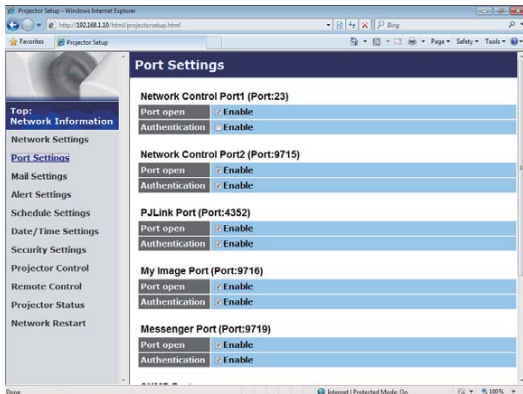 Projector Setup - Windows Internet Explorer
http://192.168.1.10/html/projectorsetup.html
Bing
Favorites
Projector Setup
Page
Safety
Tools
Port Settings
Top:
Network Information
Network Settings
Port Settings
Mail Settings
Alert Settings
Schedule Settings
Date/Time Settings
Security Settings
Projector Control
Remote Control
Projector Status
Network Restart
Network Control Port1 (Port:23)
Port open Enable
Authentication Enable
Network Control Port2 (Port:9715)
Port open Enable
Authentication Enable
PJLink Port (Port:4352)
Port open Enable
Authentication Enable
My Image Port (Port:9716)
Port open Enable
Authentication Enable
Messenger Port (Port:9719)
Port open Enable
Authentication Enable
Done
Internet | Protected Mode: On
100%